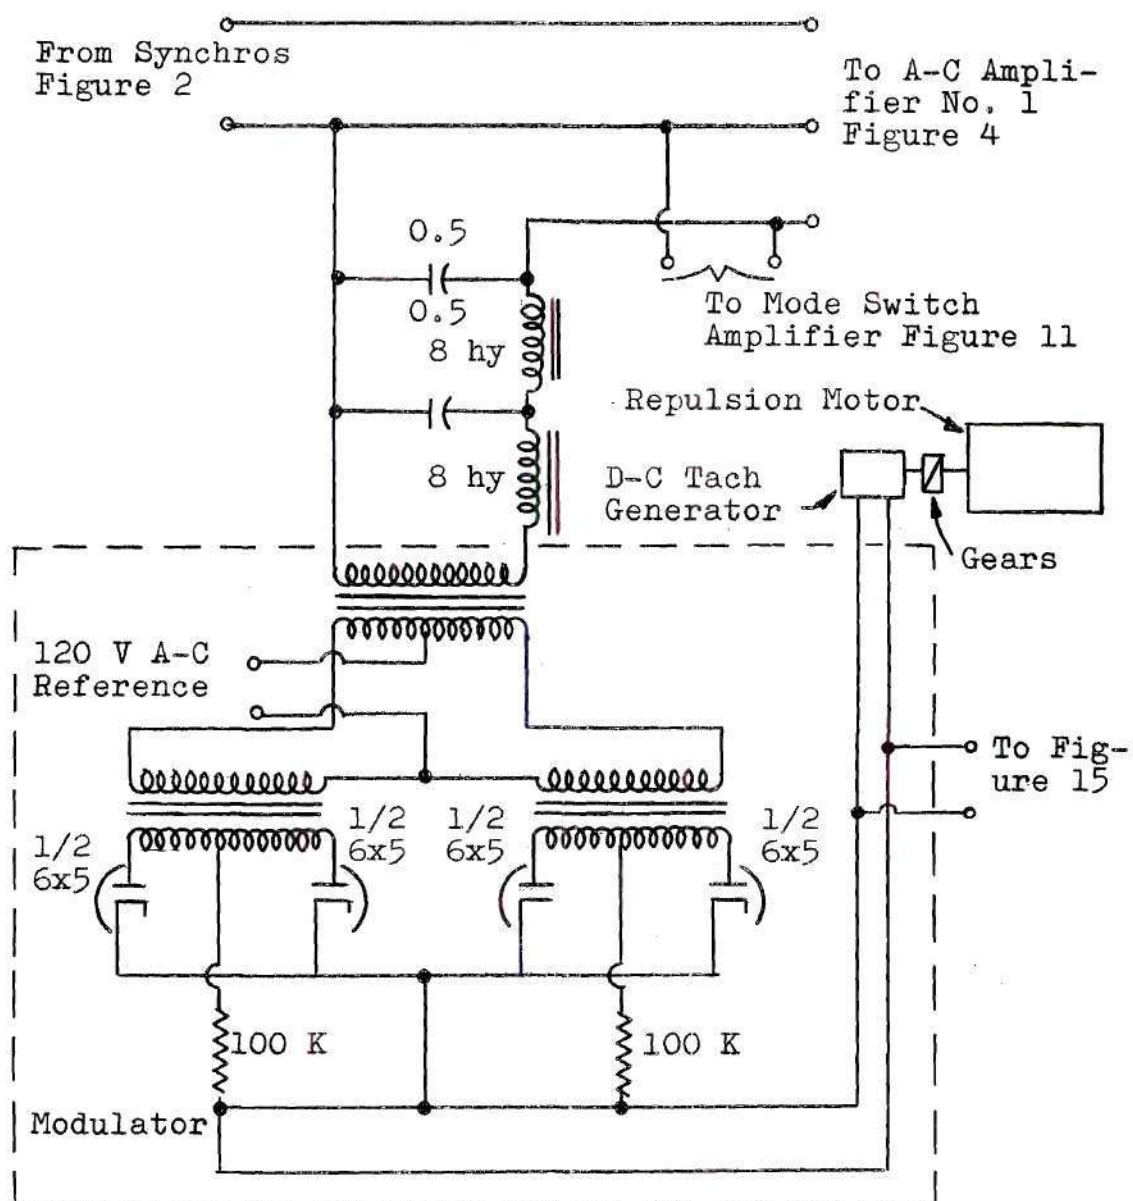 From Synchros
Figure 2
To A-C Ampli-
fier No. 1
Figure 4
0.5
0.5
8 hy
To Mode Switch
Amplifier Figure 11
Repulsion Motor
8 hy
D-C Tach
Generator
Gears
120 V A-C
Reference
To Fig-
ure 15
1/2
6x5
1/2
6x5
1/2
6x5
1/2
6x5
100 K
100 K
Modulator